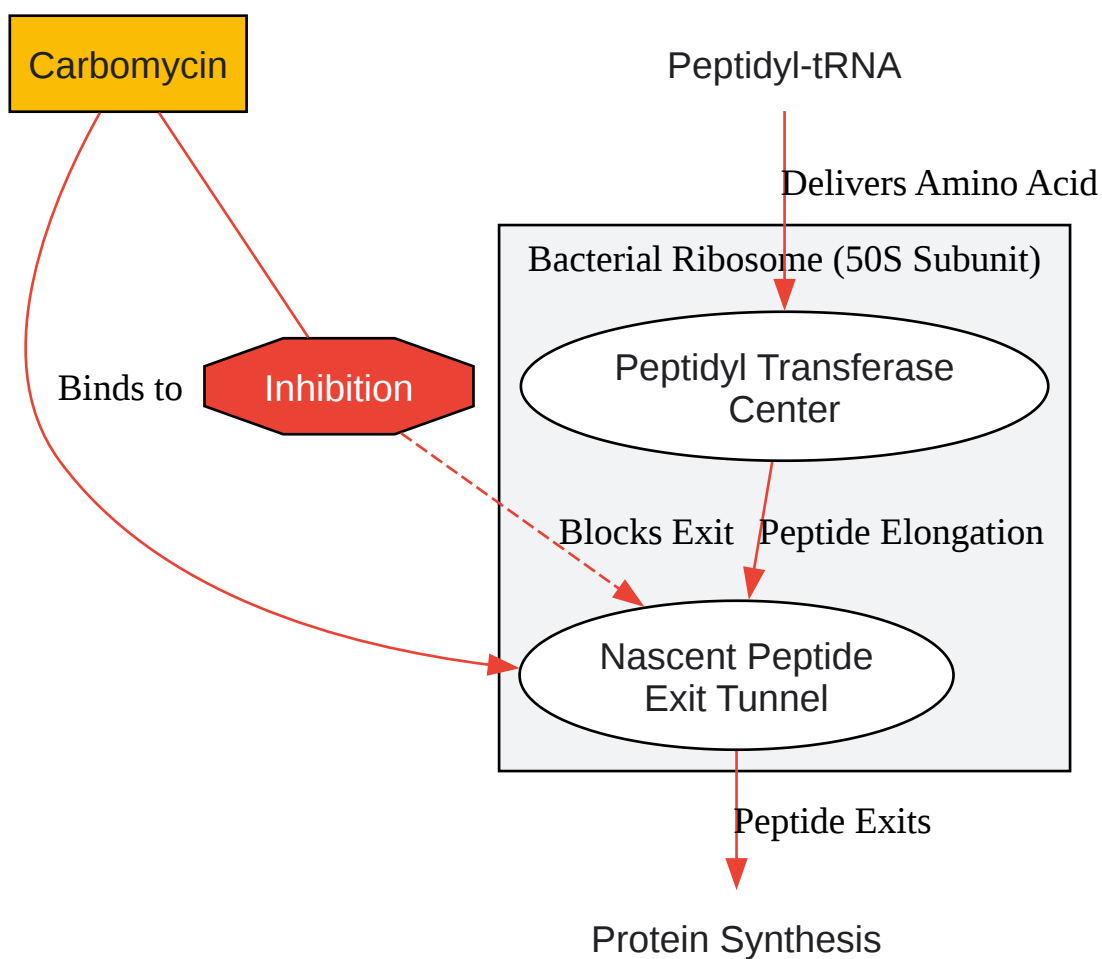 Carbomycin
Peptidyl-tRNA
Delivers Amino Acid
Bacterial Ribosome (50S Subunit)
Peptidyl Transferase
Center
Binds to
Inhibition
Blocks Exit
Peptide Elongation
Nascent Peptide
Exit Tunnel
Peptide Exits
Protein Synthesis